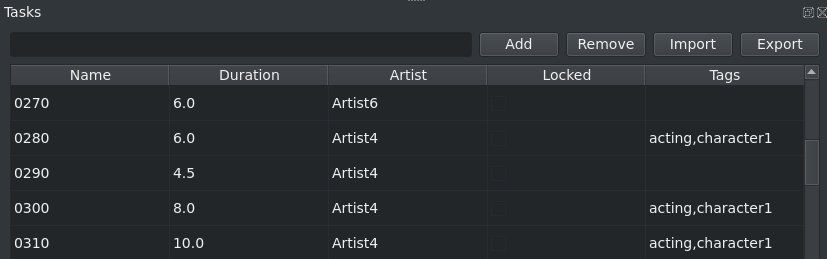 Tasks
Add Remove Import Export
Name Duration Artist Locked Tags
0270 6.0 Artist6
0280 6.0 Artist4 acting,character1
0290 4.5 Artist4
0300 8.0 Artist4 acting,character1
0310 10.0 Artist4 acting,character1